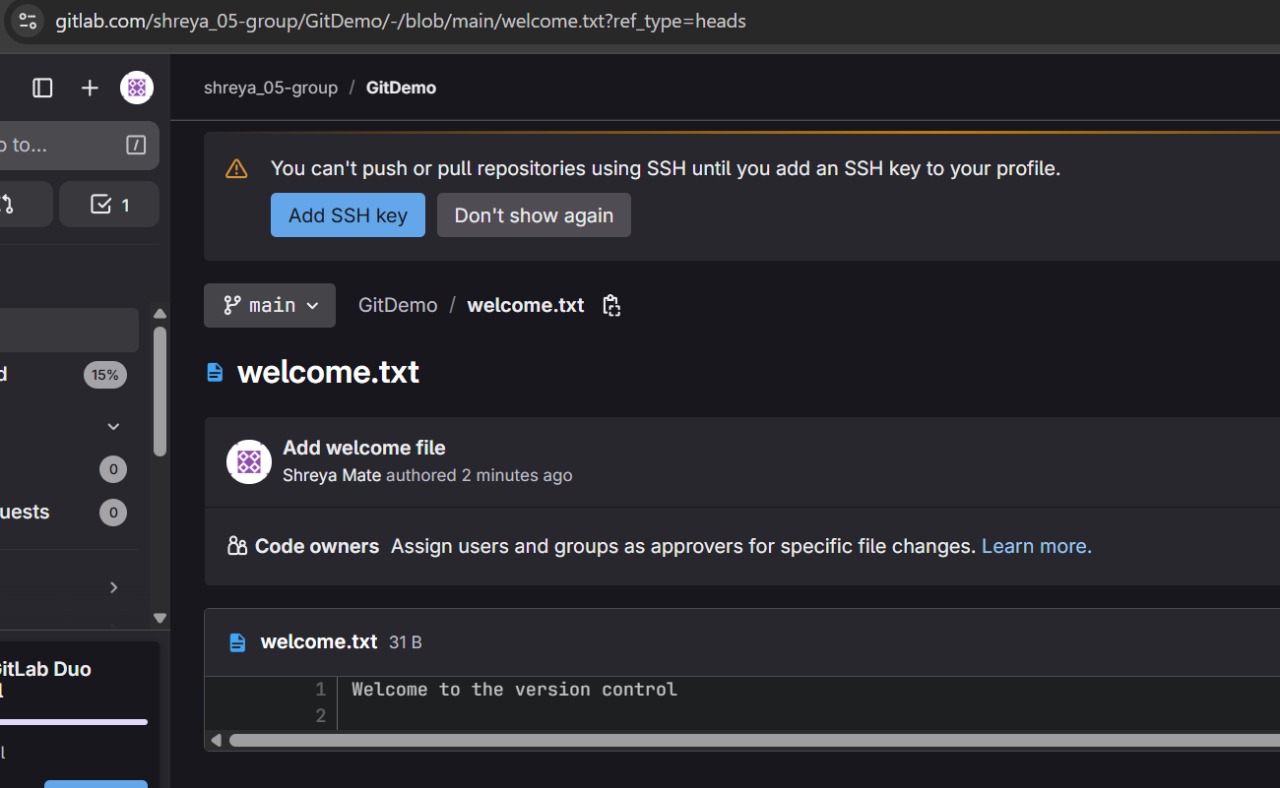 gitlab.com/shreya_05-group/GitDemo/-/blob/main/welcome.txt?ref_type=heads
shreya_05-group / GitDemo
to... /
1
You can't push or pull repositories using SSH until you add an SSH key to your profile.
Add SSH key Don't show again
main GitDemo / welcome.txt
15%
welcome.txt
Add welcome file
Shreya Mate authored 2 minutes ago
0
uests 0
Code owners Assign users and groups as approvers for specific file changes. Learn more.
welcome.txt 31 B
itLab Duo
1 Welcome to the version control
2